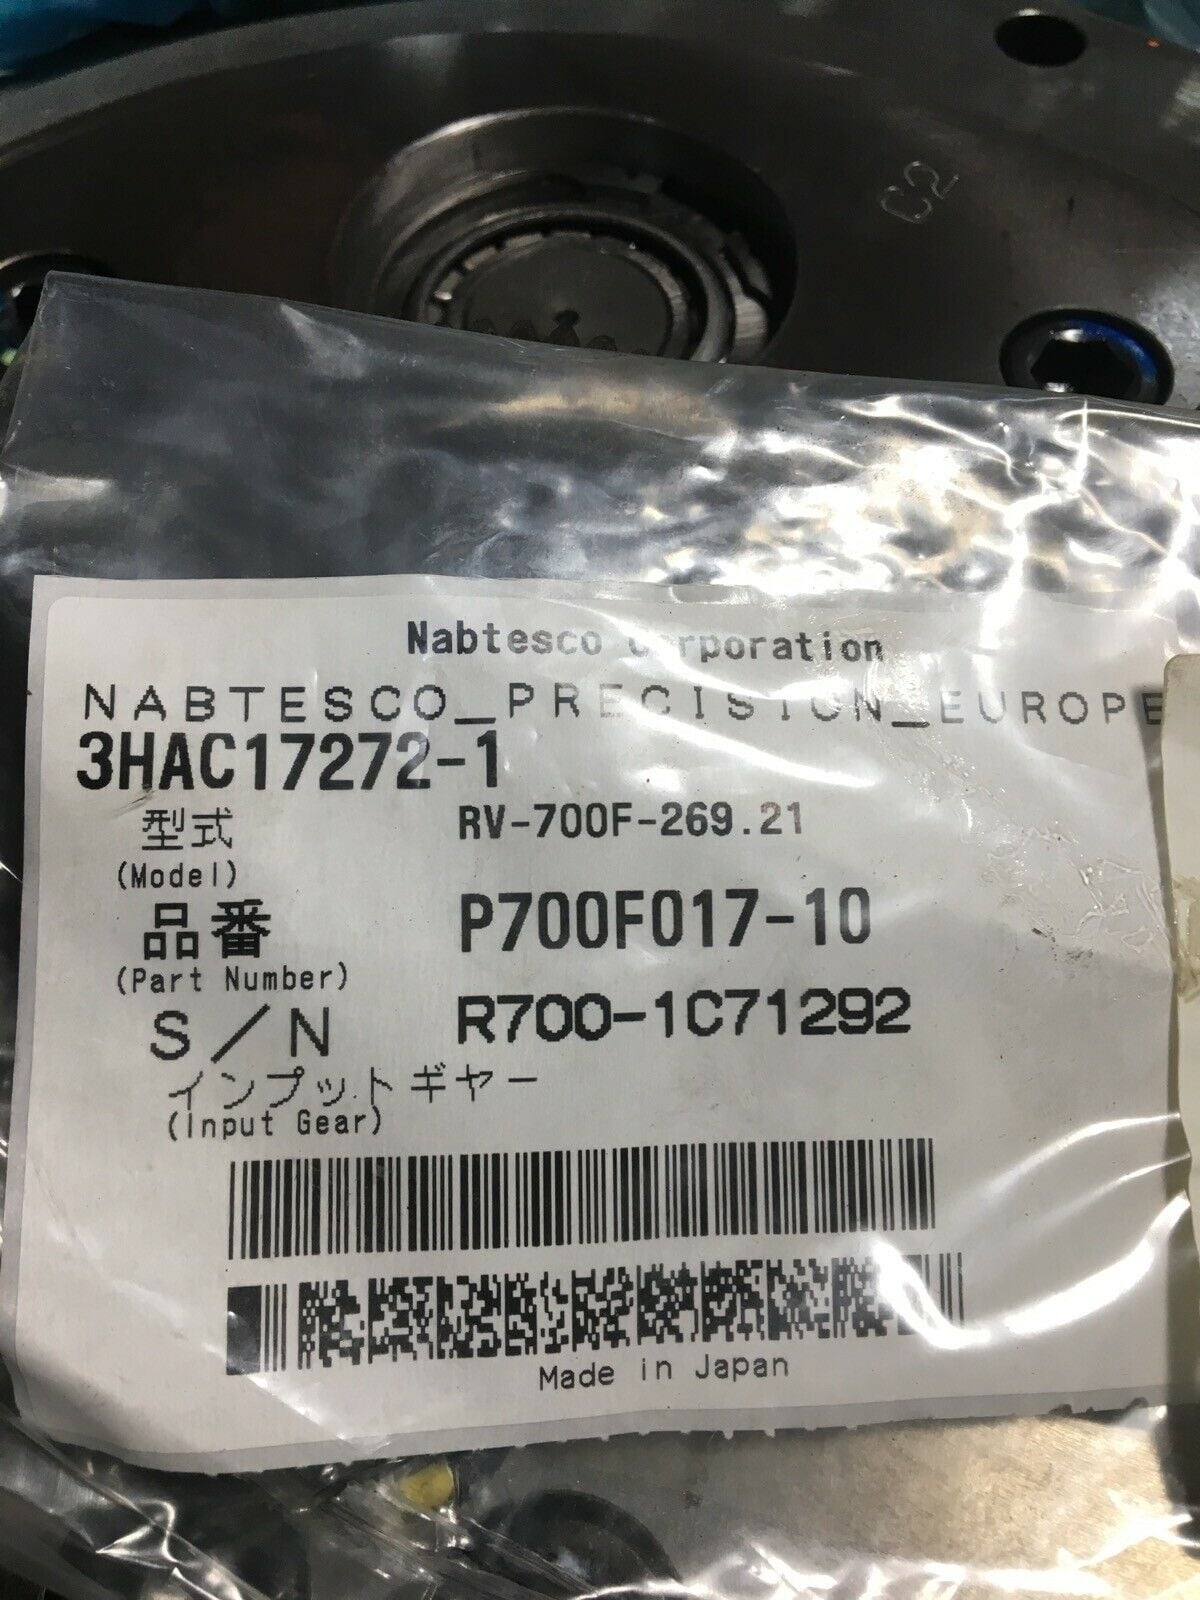 C2
Nabtesco Corporation
NABTESCO_PRECISION_EUROPE
3HAC17272-1
型式 RV-700F-269.21
(Model)
品番 P700F017-10
(Part Number)
S/N R700-1C71292
インプットギヤー
(Input Gear)
Made in Japan